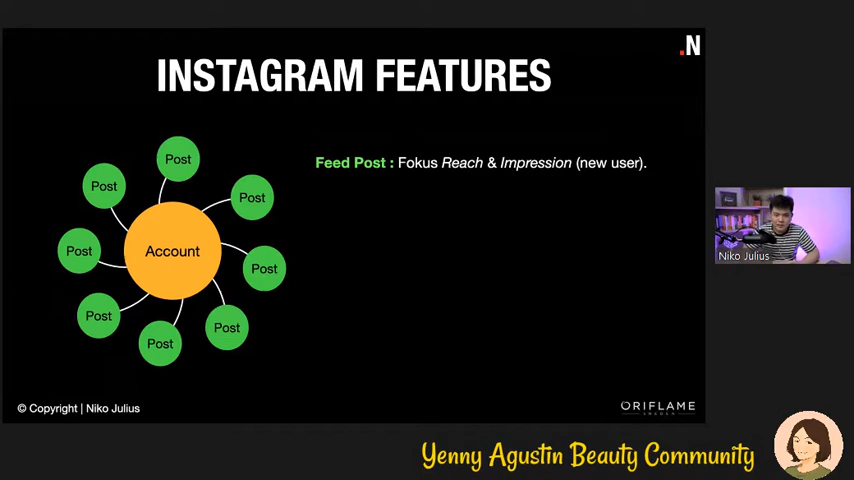 .N
INSTAGRAM FEATURES
Feed Post : Fokus Reach & Impression (new user).
Post
Post
Post
Post
Account
Post
Post
Post
Post
Niko Julius
© Copyright | Niko Julius
ORIFLAME
SWEDEN
Yenny Agustin Beauty Community